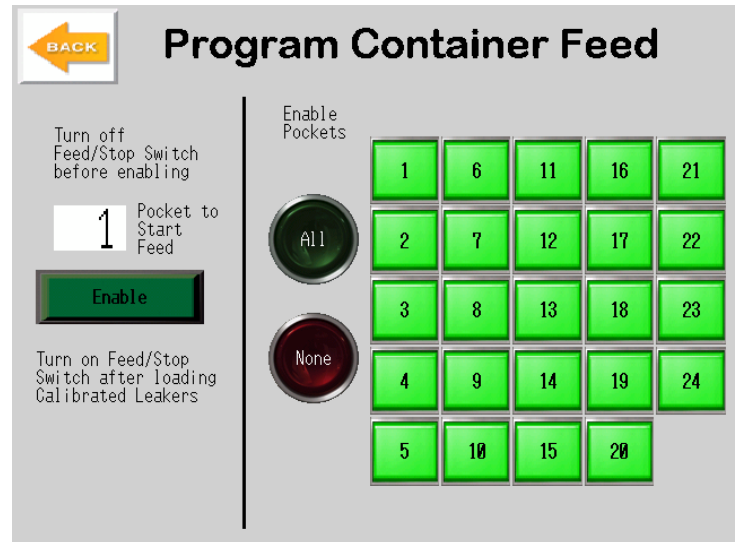 BACK
Program Container Feed
Turn off
Feed/Stop Switch
before enabling
1
Pocket to
Start
Feed
Enable
Turn on Feed/Stop
Switch after loading
Calibrated Leakers
Enable
Pockets
All
None
1 6 11 16 21
2 7 12 17 22
3 8 13 18 23
4 9 14 19 24
5 10 15 20